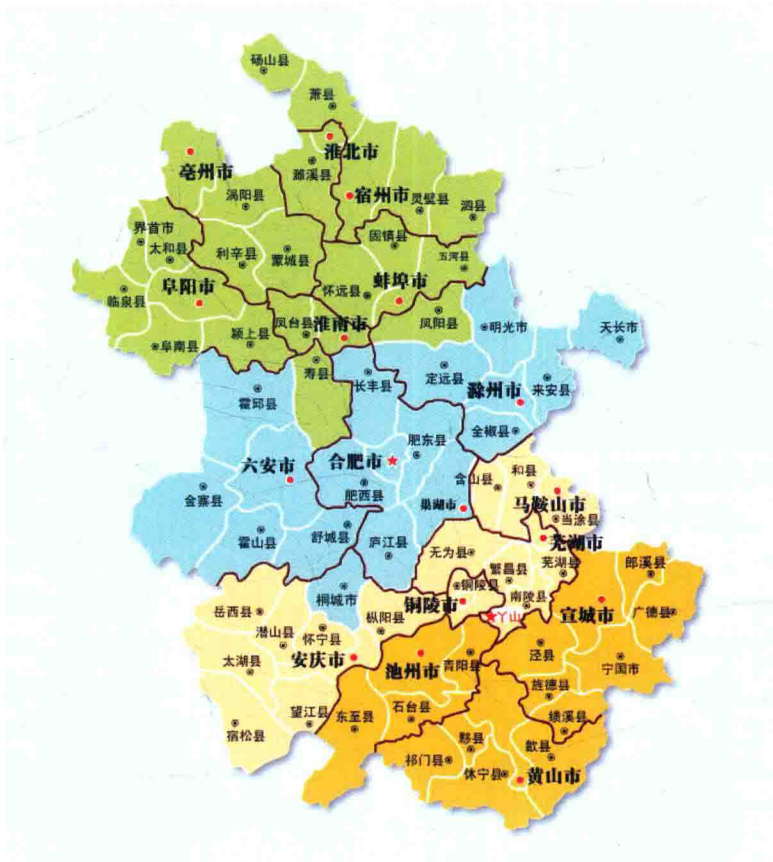 砀山县
萧县
淮北市
亳州市
濉溪县
涡阳县
宿州市
灵璧县
泗县
界首市
固镇县
太和县
利辛县
蒙城县
五河县
临泉县
阜阳市
怀远县
蚌埠市
凤台县
淮南市
凤阳县
明光市
天长市
阜南县
颍上县
寿县
长丰县
定远县
滁州市
来安县
霍邱县
全椒县
肥东县
六安市
合肥市
含山县
和县
金寨县
肥西县
巢湖市
马鞍山市
当涂县
霍山县
舒城县
庐江县
无为县
芜湖市
繁昌县
芜湖县
郎溪县
桐城市
铜陵县
铜陵市
南陵县
丫山
宣城市
广德县
岳西县
枞阳县
潜山县
怀宁县
太湖县
安庆市
池州市
青阳县
泾县
宁国市
旌德县
望江县
东至县
石台县
绩溪县
宿松县
黟县
歙县
祁门县
休宁县
黄山市